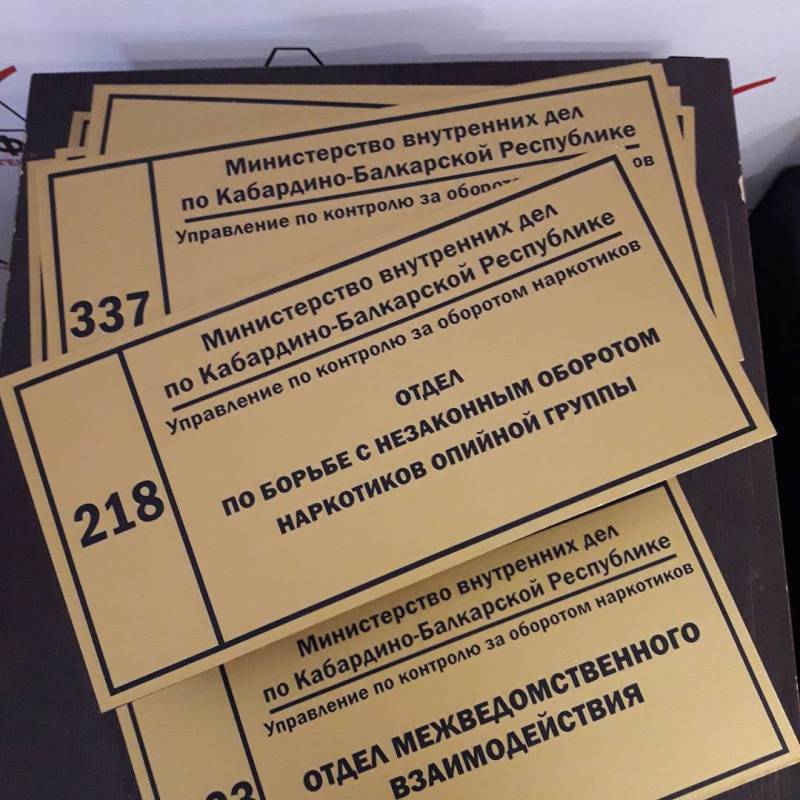 Министерство внутренних дел
по Кабардино-Балкарской Республике
Управление по контролю за
337
Министерство внутренних дел
по Кабардино-Балкарской Республике
Управление по контролю за оборотом наркотиков
218
ОТДЕЛ
ПО БОРЬБЕ С НЕЗАКОННЫМ ОБОРОТОМ
НАРКОТИКОВ ОПИЙНОЙ ГРУППЫ
Министерство внутренних дел
по Кабардино-Балкарской Республике
Управление по контролю за оборотом наркотиков
ОТДЕЛ МЕЖВЕДОМСТВЕННОГО
ВЗАИМОДЕЙСТВИЯ